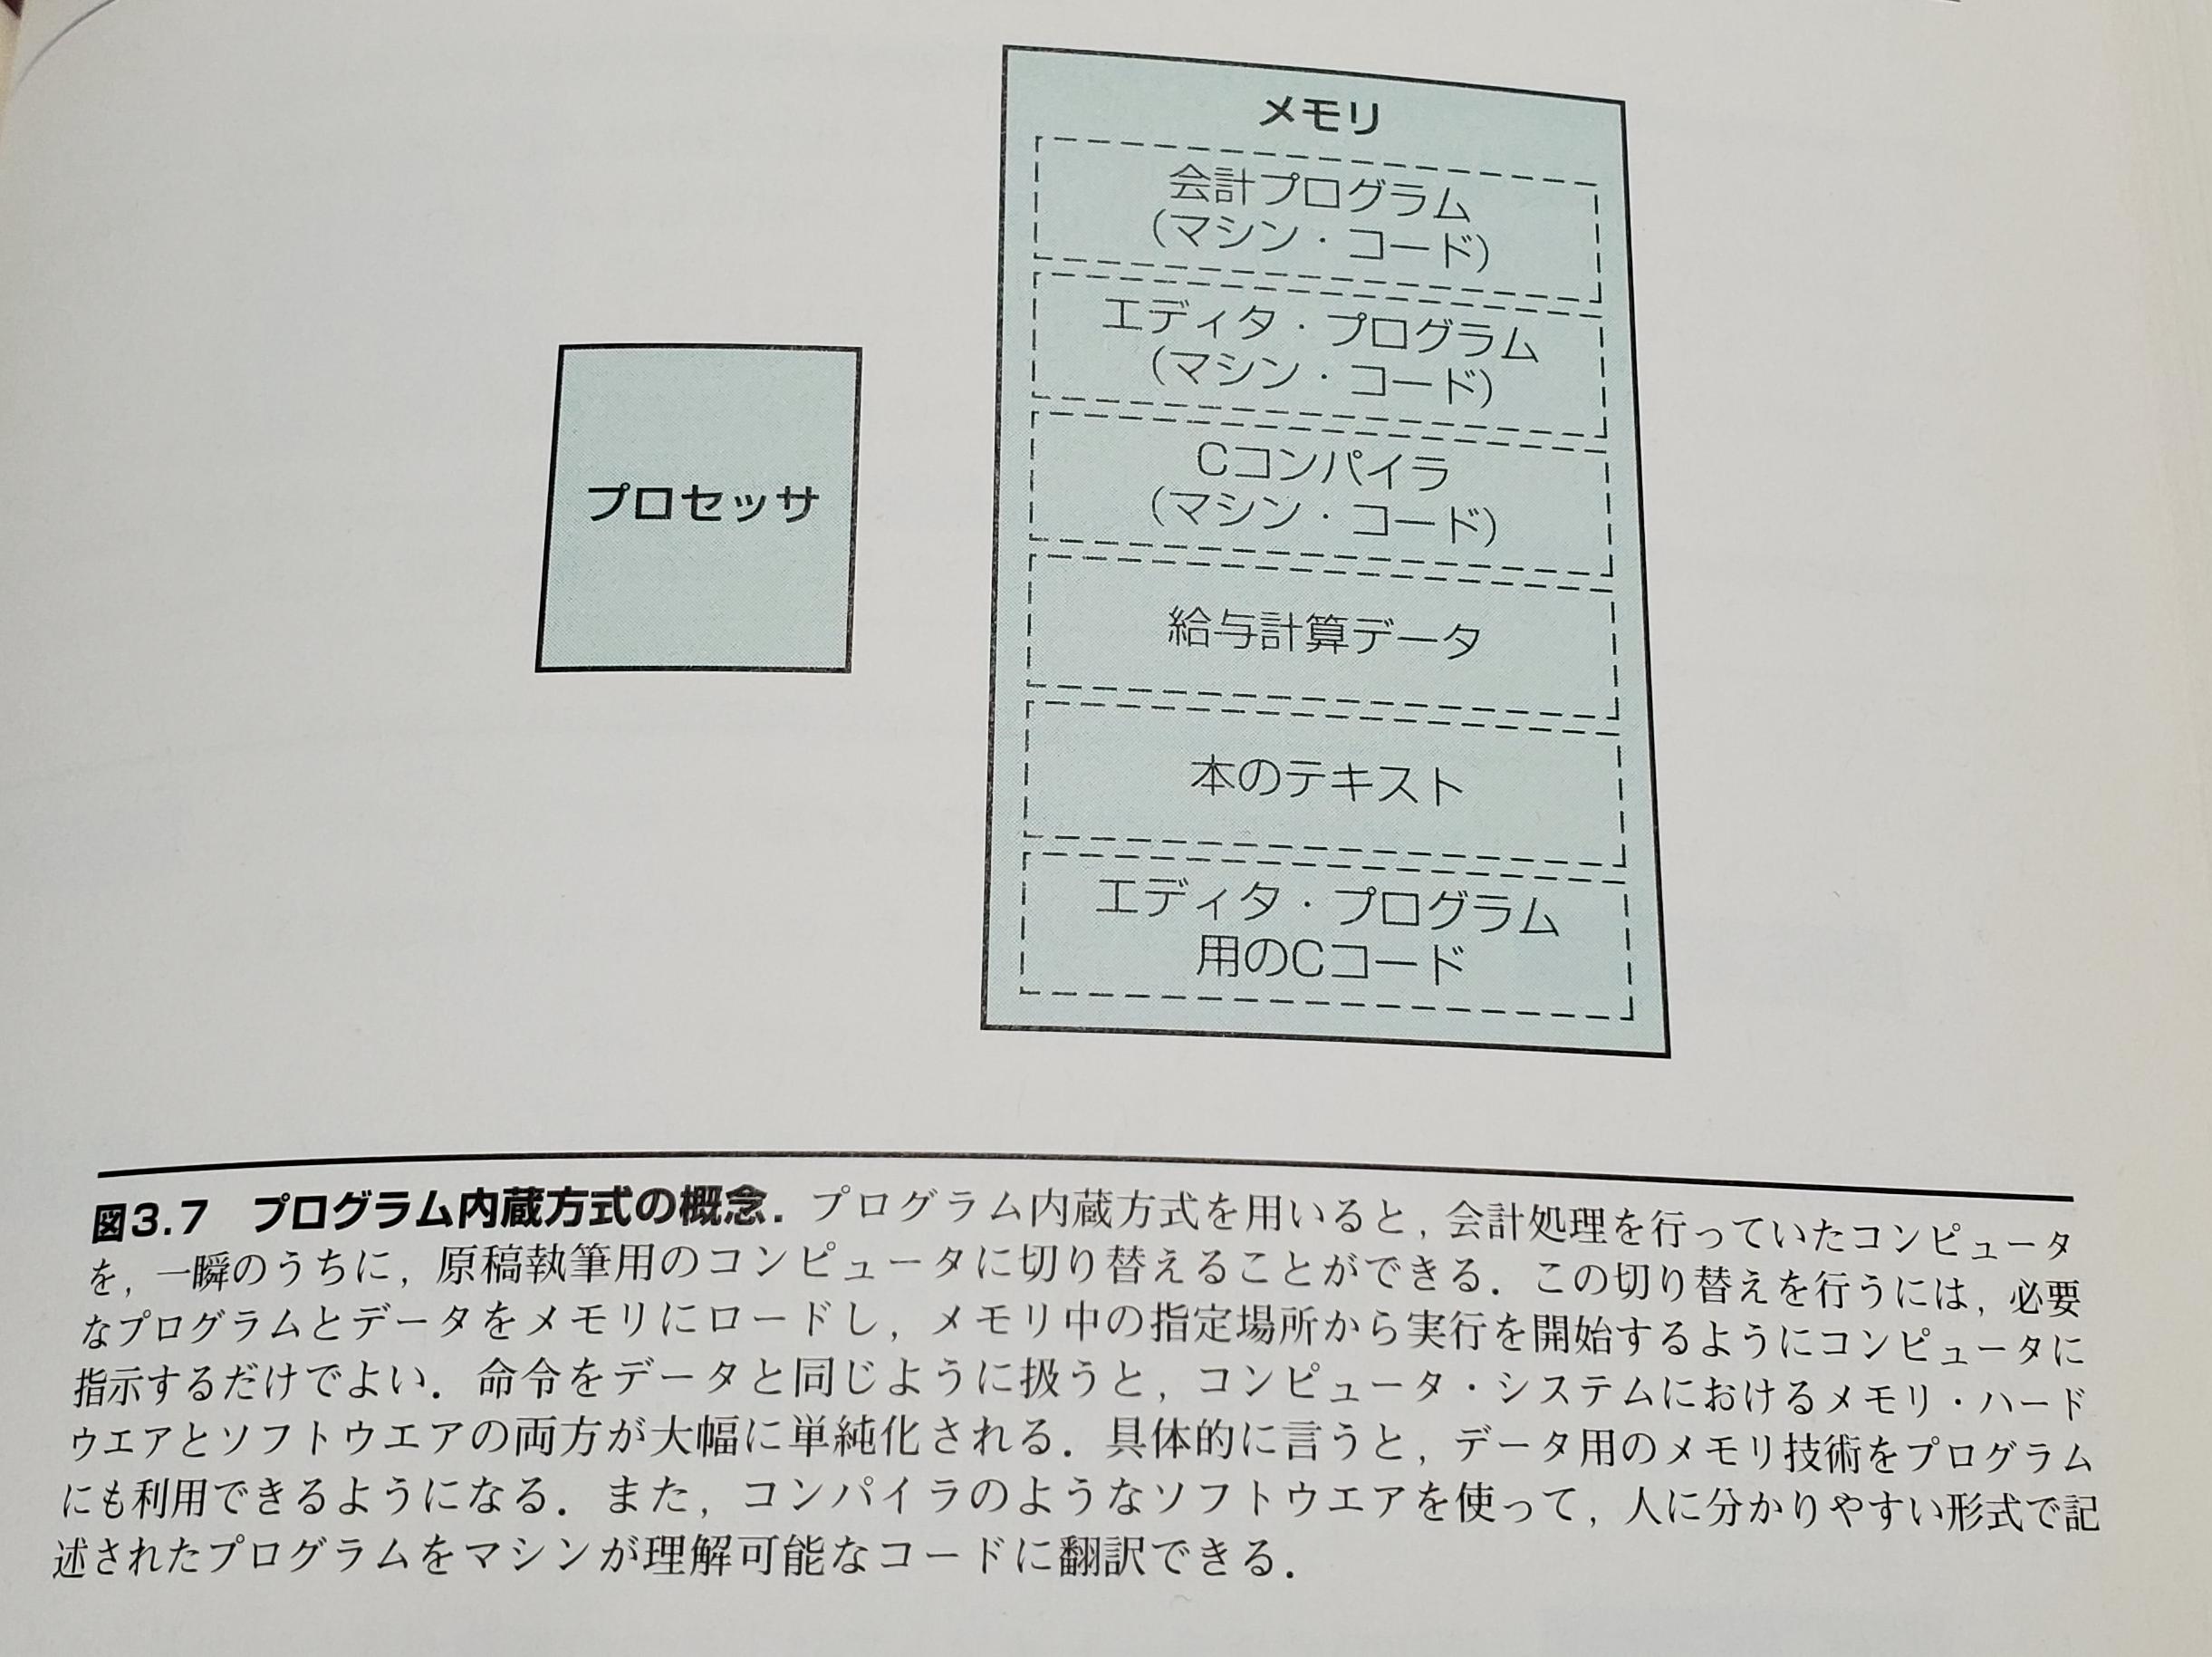 メモリ
会計プログラム
(マシン・コード)
エディタ・プログラム
(マシン・コード)
Cコンパイラ
(マシン・コード)
プロセッサ
給与計算データ
本のテキスト
エディタ・プログラム
用のCコード
図3.7 プログラム内蔵方式の概念．プログラム内蔵方式を用いると，会計処理を行っていたコンピュータ
を，一瞬のうちに，原稿執筆用のコンピュータに切り替えることができる．この切り替えを行うには，必要
なプログラムとデータをメモリにロードし，メモリ中の指定場所から実行を開始するようにコンピュータに
指示するだけでよい．命令をデータと同じように扱うと，コンピュータ・システムにおけるメモリ・ハード
ウエアとソフトウエアの両方が大幅に単純化される．具体的に言うと，データ用のメモリ技術をプログラム
にも利用できるようになる．また，コンパイラのようなソフトウエアを使って，人に分かりやすい形式で記
述されたプログラムをマシンが理解可能なコードに翻訳できる．